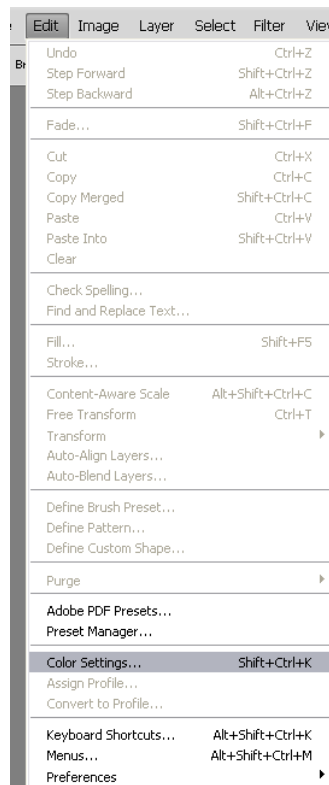 Edit Image Layer Select Filter
Br
Undo Ctrl+Z
Step Forward Shift+Ctrl+Z
Step Backward Alt+Ctrl+Z
Fade... Shift+Ctrl+F
Cut Ctrl+X
Copy Ctrl+C
Copy Merged Shift+Ctrl+C
Paste Ctrl+V
Paste Into Shift+Ctrl+V
Clear
Check Spelling...
Find and Replace Text...
Fill... Shift+F5
Stroke...
Content-Aware Scale Alt+Shift+Ctrl+C
Free Transform Ctrl+T
Transform
Auto-Align Layers...
Auto-Blend Layers...
Define Brush Preset...
Define Pattern...
Define Custom Shape...
Purge
Adobe PDF Presets...
Preset Manager...
Color Settings... Shift+Ctrl+K
Assign Profile...
Convert to Profile...
Keyboard Shortcuts... Alt+Shift+Ctrl+K
Menus... Alt+Shift+Ctrl+M
Preferences